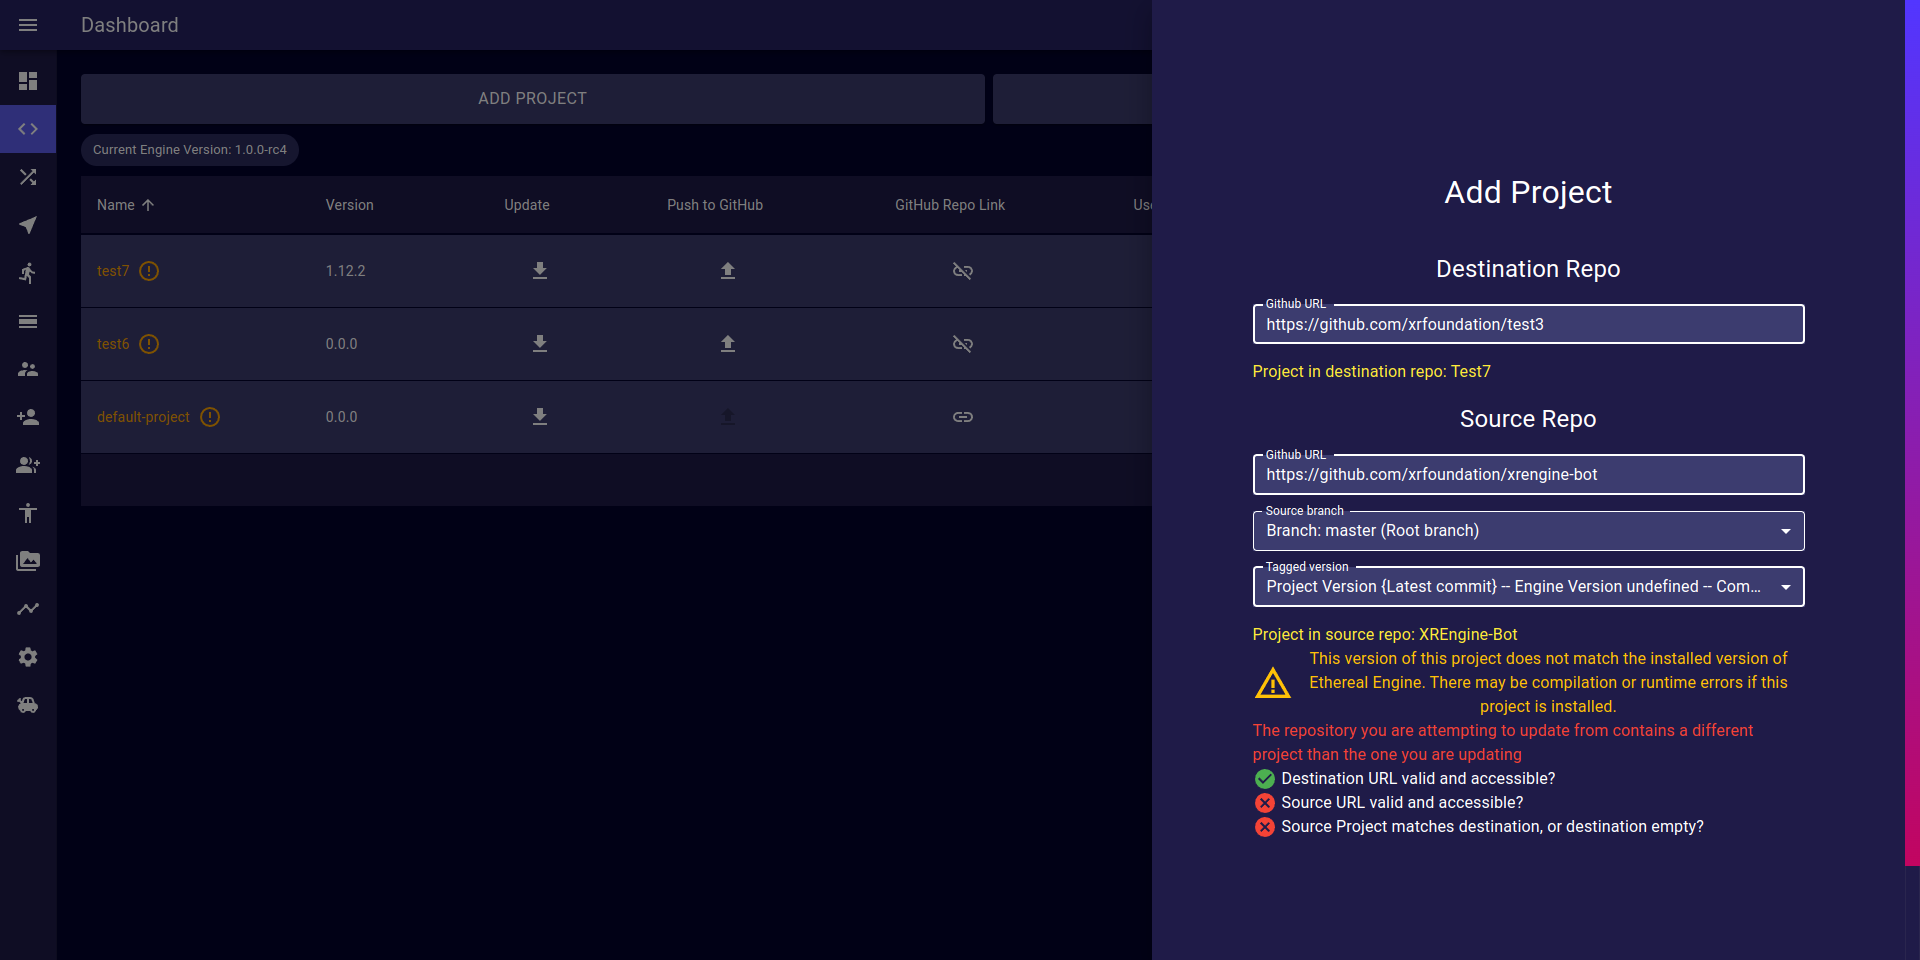 Dashboard
ADD PROJECT
Current Engine Version: 1.0.0-rc4
Name Version Update Push to GitHub GitHub Repo Link
test7 1.12.2
test6 0.0.0
default-project 0.0.0
Add Project
Destination Repo
Github URL
https://github.com/xrfoundation/test3
Project in destination repo: Test7
Source Repo
Github URL
https://github.com/xrfoundation/xrengine-bot
Source branch
Branch: master (Root branch)
Tagged version
Project Version {Latest commit} -- Engine Version undefined -- Com...
Project in source repo: XREngine-Bot
This version of this project does not match the installed version of
Ethereal Engine. There may be compilation or runtime errors if this
project is installed.
The repository you are attempting to update from contains a different
project than the one you are updating
Destination URL valid and accessible?
Source URL valid and accessible?
Source Project matches destination, or destination empty?